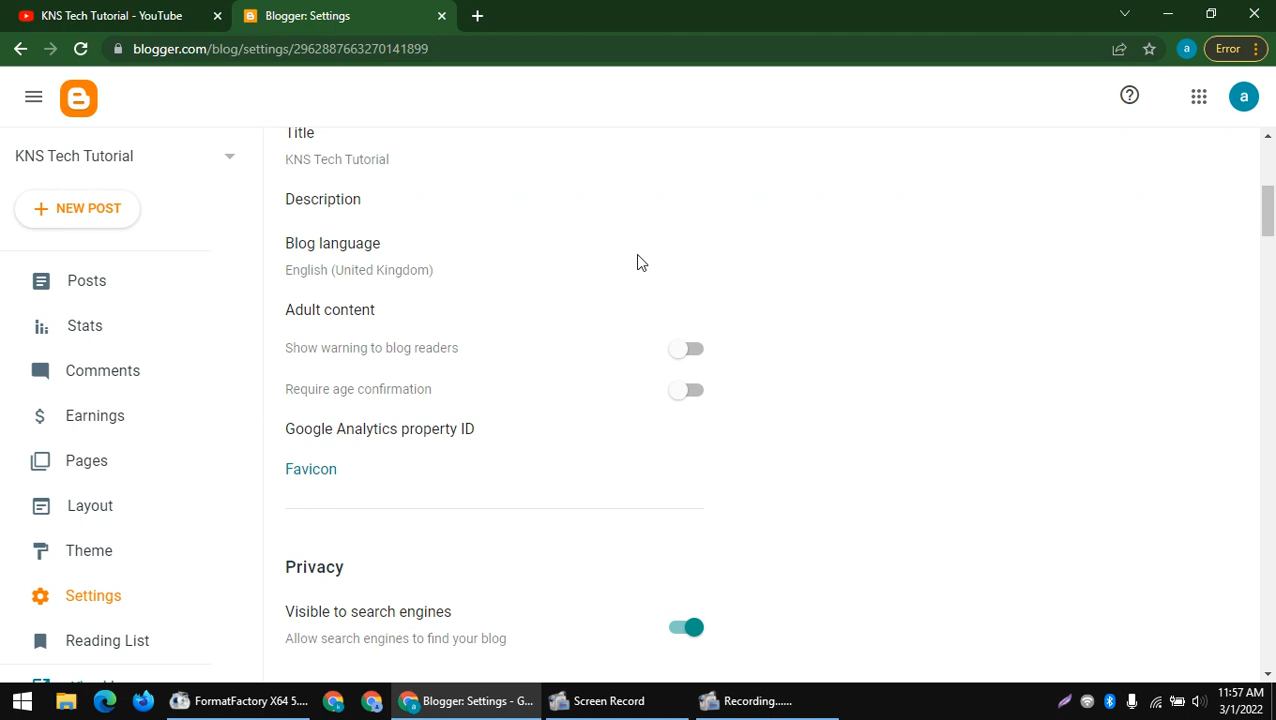 KNS Tech Tutorial - YouTube
Blogger: Settings
blogger.com/blog/settings/2962887663270141899
a
Error
a
KNS Tech Tutorial
NEW POST
Posts
Stats
Comments
Earnings
Pages
Layout
Theme
Settings
Reading List
Title
KNS Tech Tutorial
Description
Blog language
English (United Kingdom)
Adult content
Show warning to blog readers
Require age confirmation
Google Analytics property ID
Favicon
Privacy
Visible to search engines
Allow search engines to find your blog
FormatFactory X64 5....
Blogger: Settings - G...
Screen Record
Recording......
11:57 AM
3/1/2022